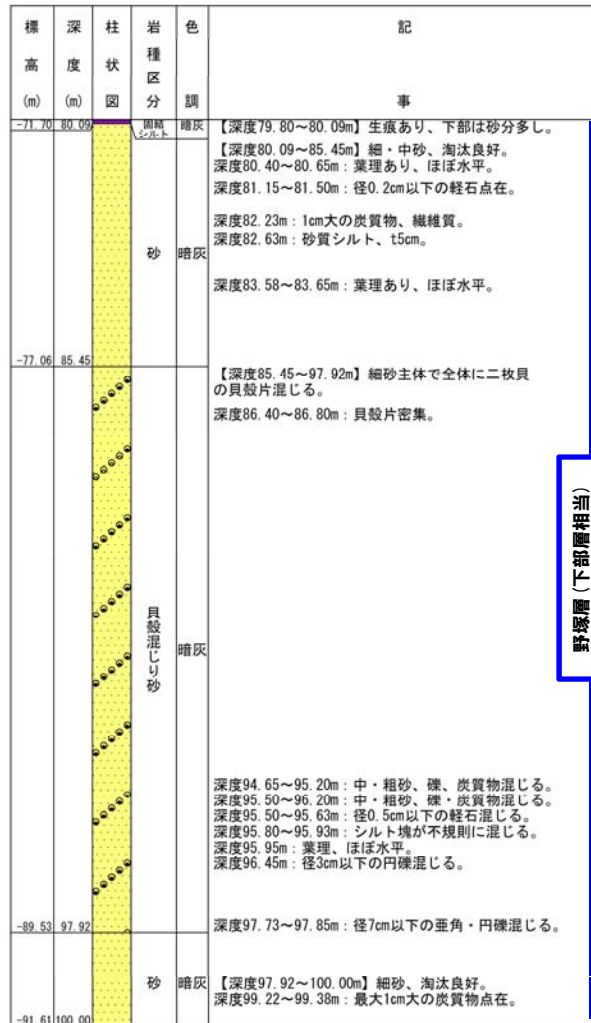 標高(m) 深度(m) 柱状図 岩種区分 色調 記事
-71.70 80.09 固結シルト 暗灰 【深度79.80～80.09m】生痕あり、下部は砂分多し。
【深度80.09～85.45m】細・中砂、淘汰良好。
深度80.40～80.65m：葉理あり、ほぼ水平。
深度81.15～81.50m：径0.2cm以下の軽石点在。
深度82.23m：1cm大の炭質物、繊維質。
深度82.63m：砂質シルト、t5cm。
砂 暗灰
深度83.58～83.65m：葉理あり、ほぼ水平。
-77.06 85.45
【深度85.45～97.92m】細砂主体で全体に二枚貝
の貝殻片混じる。
深度86.40～86.80m：貝殻片密集。
野塚層（下部層相当）
貝殻混じり砂 暗灰
深度94.65～95.20m：中・粗砂、礫、炭質物混じる。
深度95.50～96.20m：中・粗砂、礫・炭質物混じる。
深度95.50～95.63m：径0.5cm以下の軽石混じる。
深度95.80～95.93m：シルト塊が不規則に混じる。
深度95.95m：葉理、ほぼ水平。
深度96.45m：径3cm以下の円礫混じる。
-89.53 97.92 深度97.73～97.85m：径7cm以下の亜角・円礫混じる。
砂 暗灰 【深度97.92～100.00m】細砂、淘汰良好。
深度99.22～99.38m：最大1cm大の炭質物点在。
-91.61 100.00